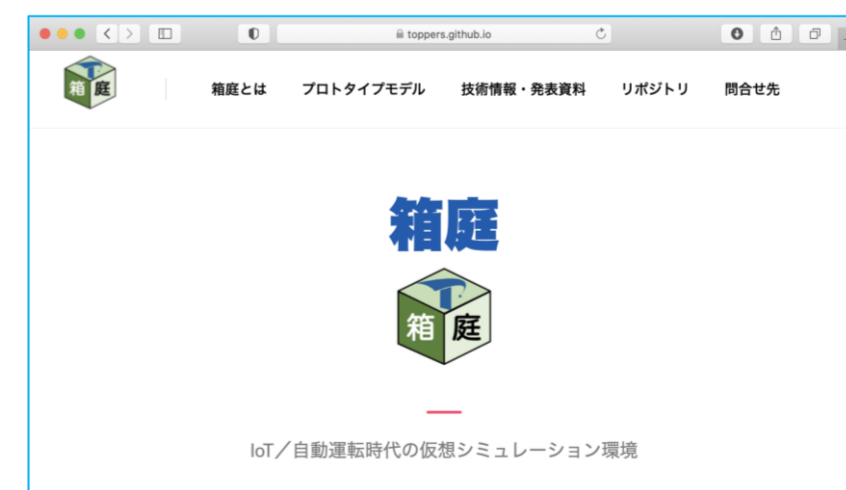 toppers.github.io
箱庭
箱庭とは プロトタイプモデル 技術情報・発表資料 リポジトリ 問合せ先
箱庭
箱庭
IoT／自動運転時代の仮想シミュレーション環境